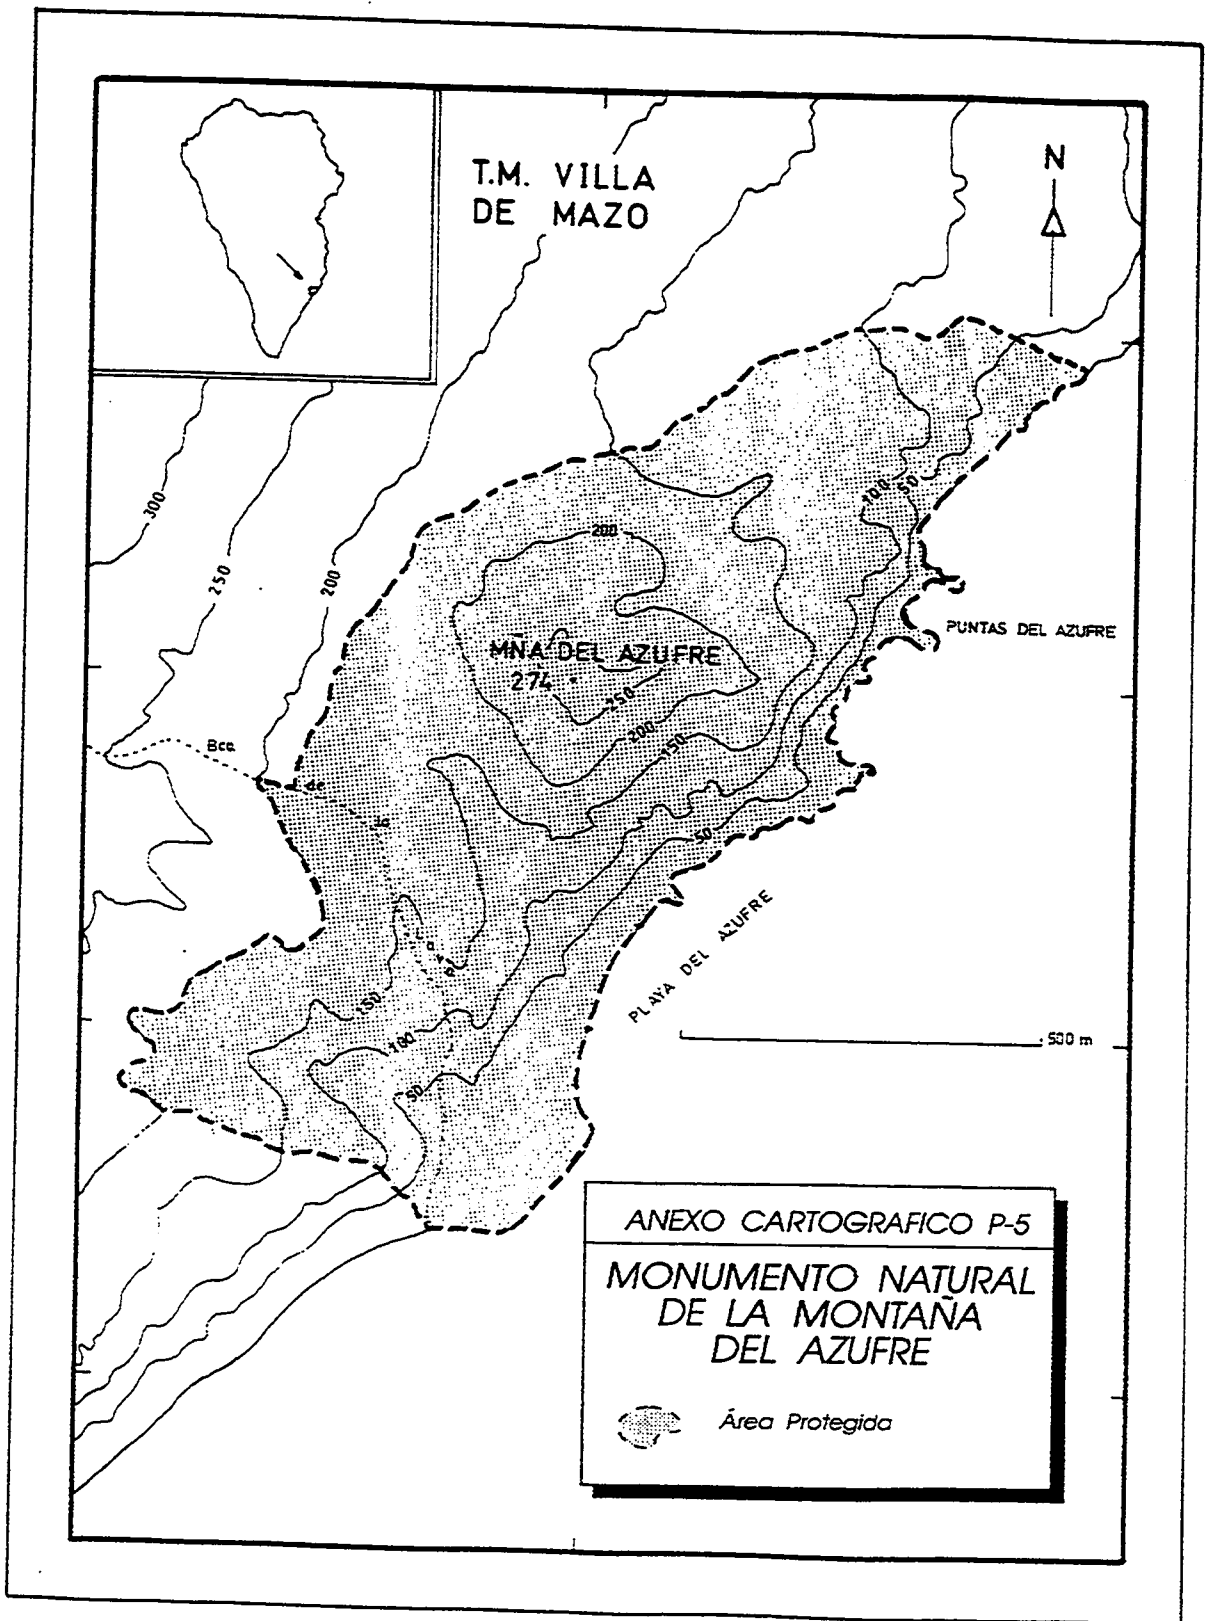 T.M. VILLA
DE MAZO
N
300
250
200
200
100
50
PUNTAS DEL AZUFRE
MÑA DEL AZUFRE
274
250
200
150
Bco
de
la
50
PLAYA DEL AZUFRE
150
100
50
500 m
ANEXO CARTOGRAFICO P-5
MONUMENTO NATURAL
DE LA MONTAÑA
DEL AZUFRE
Área Protegida